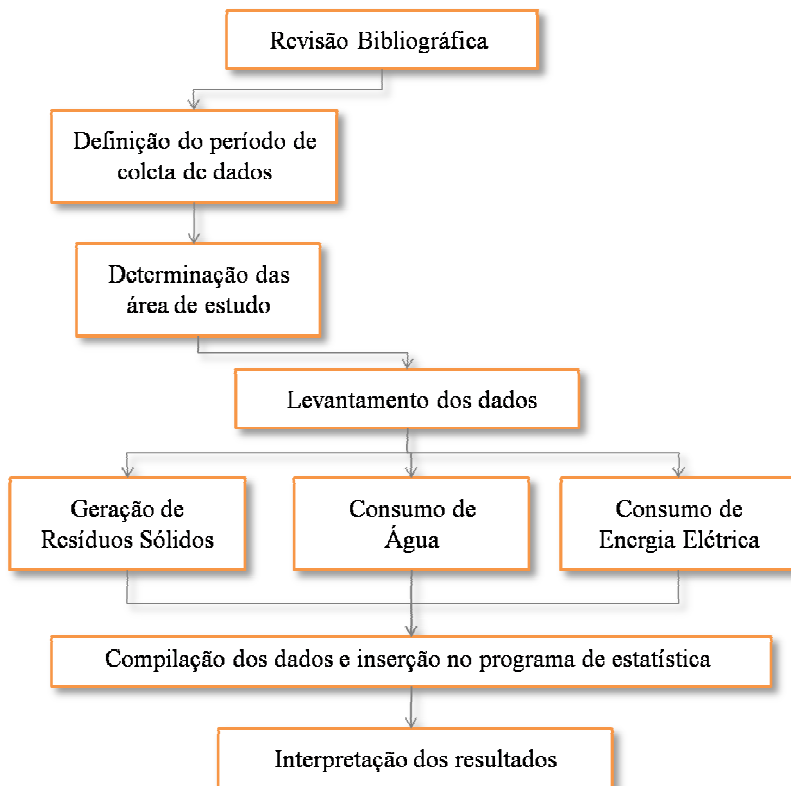 Revisão Bibliográfica
Definição do período de
coleta de dados
Determinação das
área de estudo
Levantamento dos dados
Geração de
Resíduos Sólidos
Consumo de
Água
Consumo de
Energia Elétrica
Compilação dos dados e inserção no programa de estatística
Interpretação dos resultados